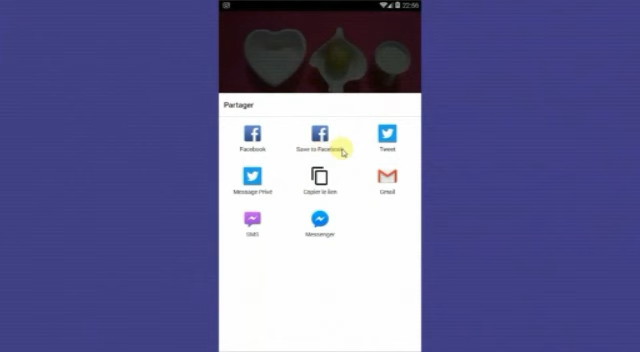 22:56
Partager
Facebook
Save to Facebook
Tweet
Message Privé
Copier le lien
Gmail
SMS
Messenger